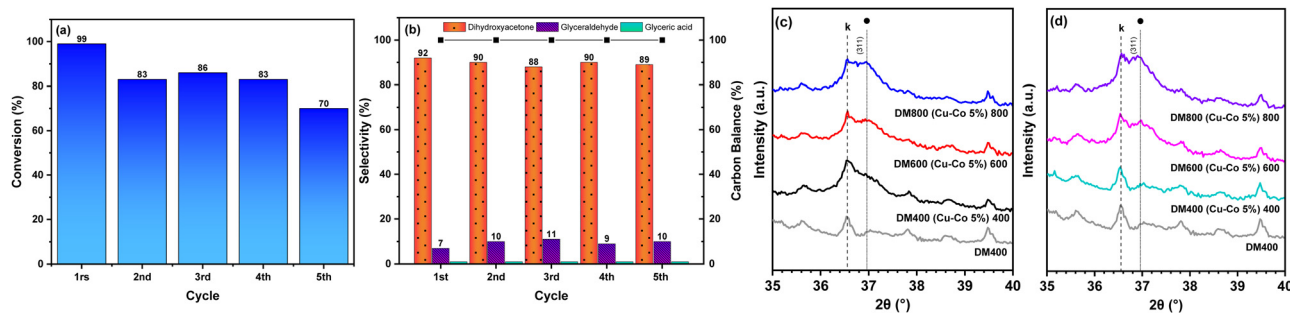 (a)
99
83
86
83
70
100
80
60
40
20
0
Conversion (%)
1rs
2nd
3rd
4th
5th
Cycle
(b)
Dihydroxyacetone
Glyceraldehyde
Glyceric acid
92
90
88
90
89
7
10
11
9
10
100
80
60
40
20
0
Selectivity (%)
100
80
60
40
20
0
Carbon Balance (%)
1st
2nd
3rd
4th
5th
Cycle
(c)
k
(311)
DM800 (Cu-Co 5%) 800
DM600 (Cu-Co 5%) 600
DM400 (Cu-Co 5%) 400
DM400
Intensity (a.u.)
35 36 37 38 39 40
2θ (°)
(d)
k
(311)
DM800 (Cu-Co 5%) 800
DM600 (Cu-Co 5%) 600
DM400 (Cu-Co 5%) 400
DM400
Intensity (a.u.)
35 36 37 38 39 40
2θ (°)